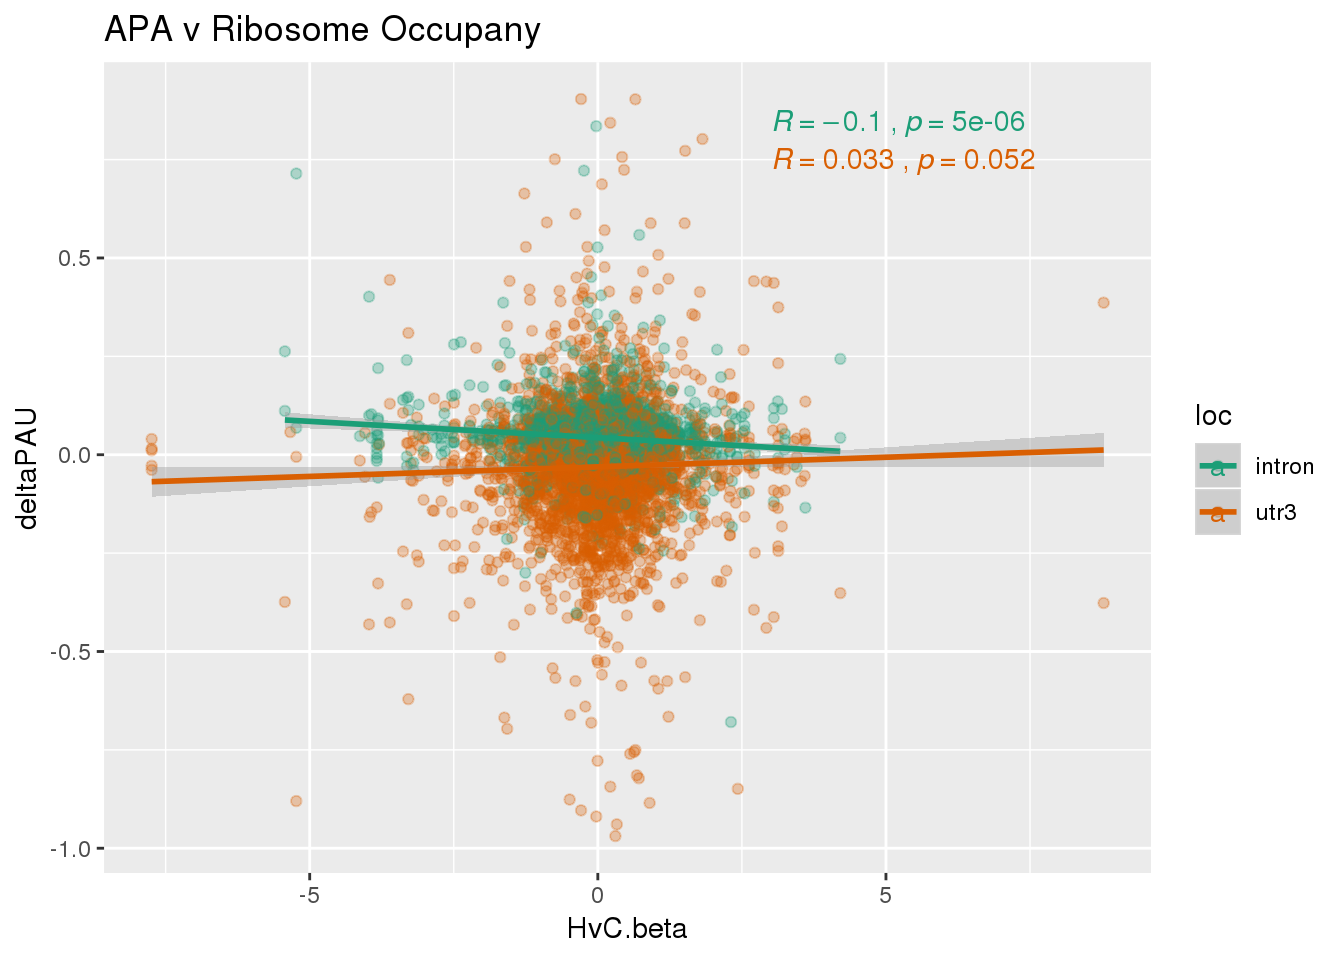 APA v Ribosome Occupany
R = −0.1 , p = 5e-06
R = 0.033 , p = 0.052
0.5
0.0
-0.5
-1.0
deltaPAU
-5
0
5
HvC.beta
loc
a intron
a utr3